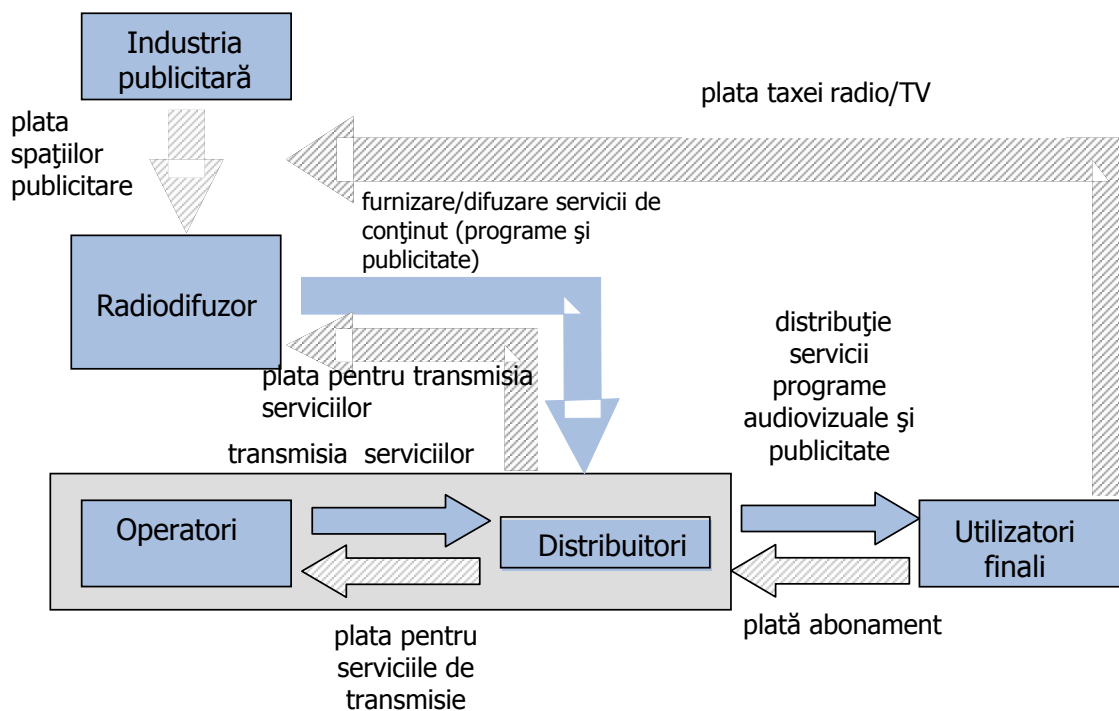 Industria
publicitară
plata taxei radio/TV
plata
spaţiilor
publicitare
furnizare/difuzare servicii de
conţinut (programe şi
publicitate)
Radiodifuzor
distribuţie
servicii
programe
audiovizuale şi
publicitate
plata pentru transmisia
serviciilor
transmisia serviciilor
Operatori
Distribuitori
Utilizatori
finali
plată abonament
plata pentru
serviciile de
transmisie